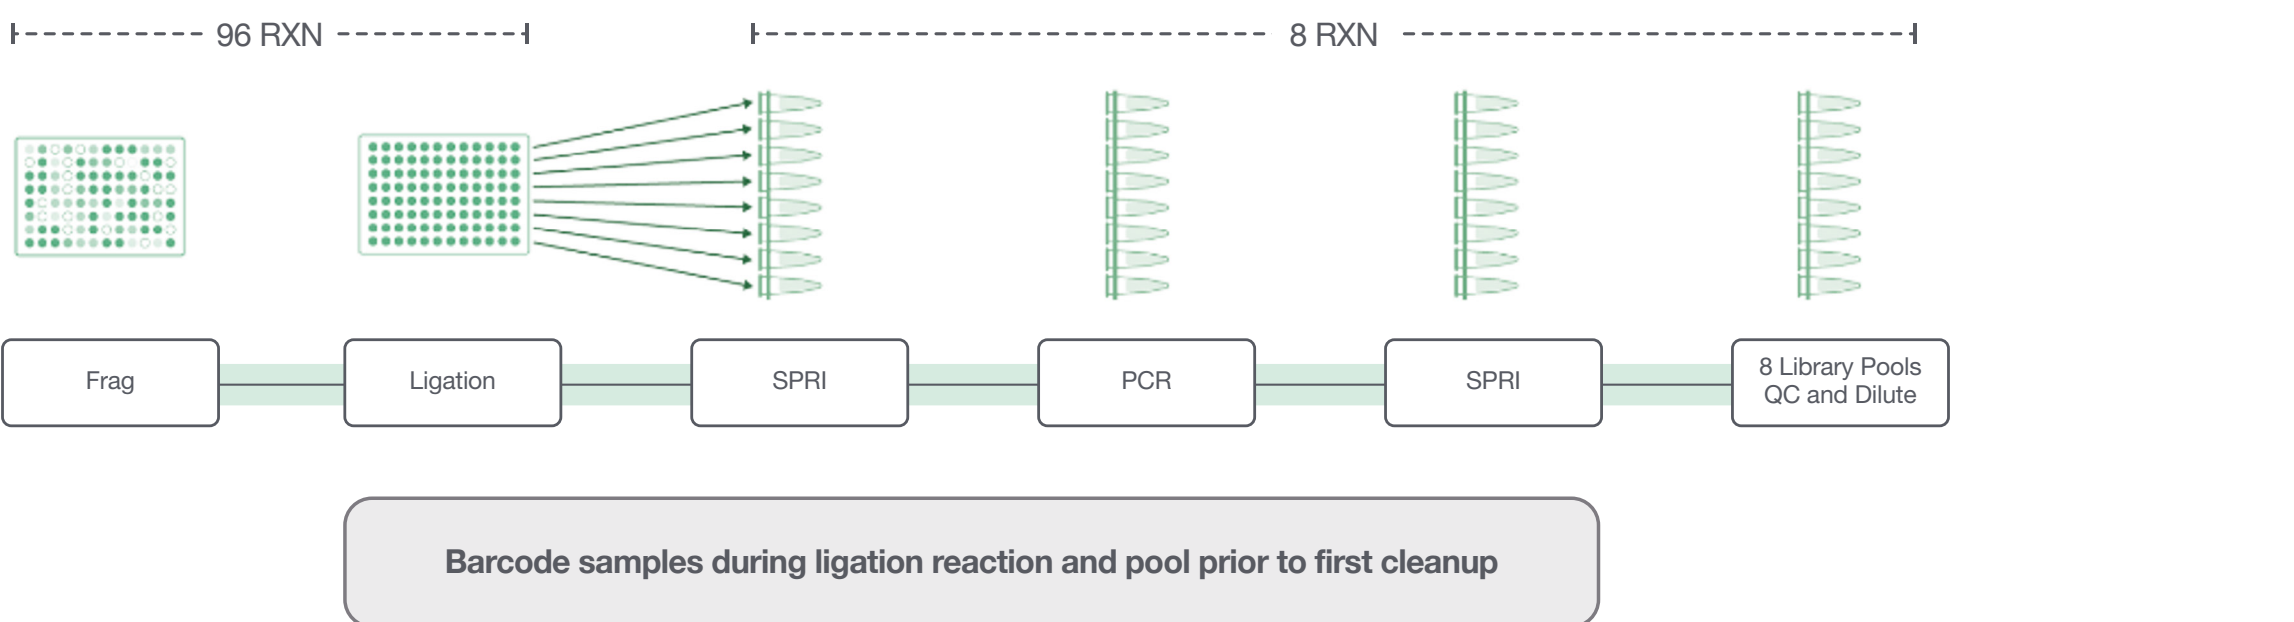 96 RXN
8 RXN
Frag
Ligation
SPRI
PCR
SPRI
8 Library Pools
QC and Dilute
Barcode samples during ligation reaction and pool prior to first cleanup